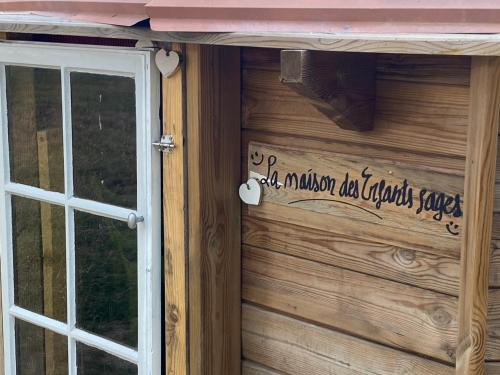 La maison des Enfants sages